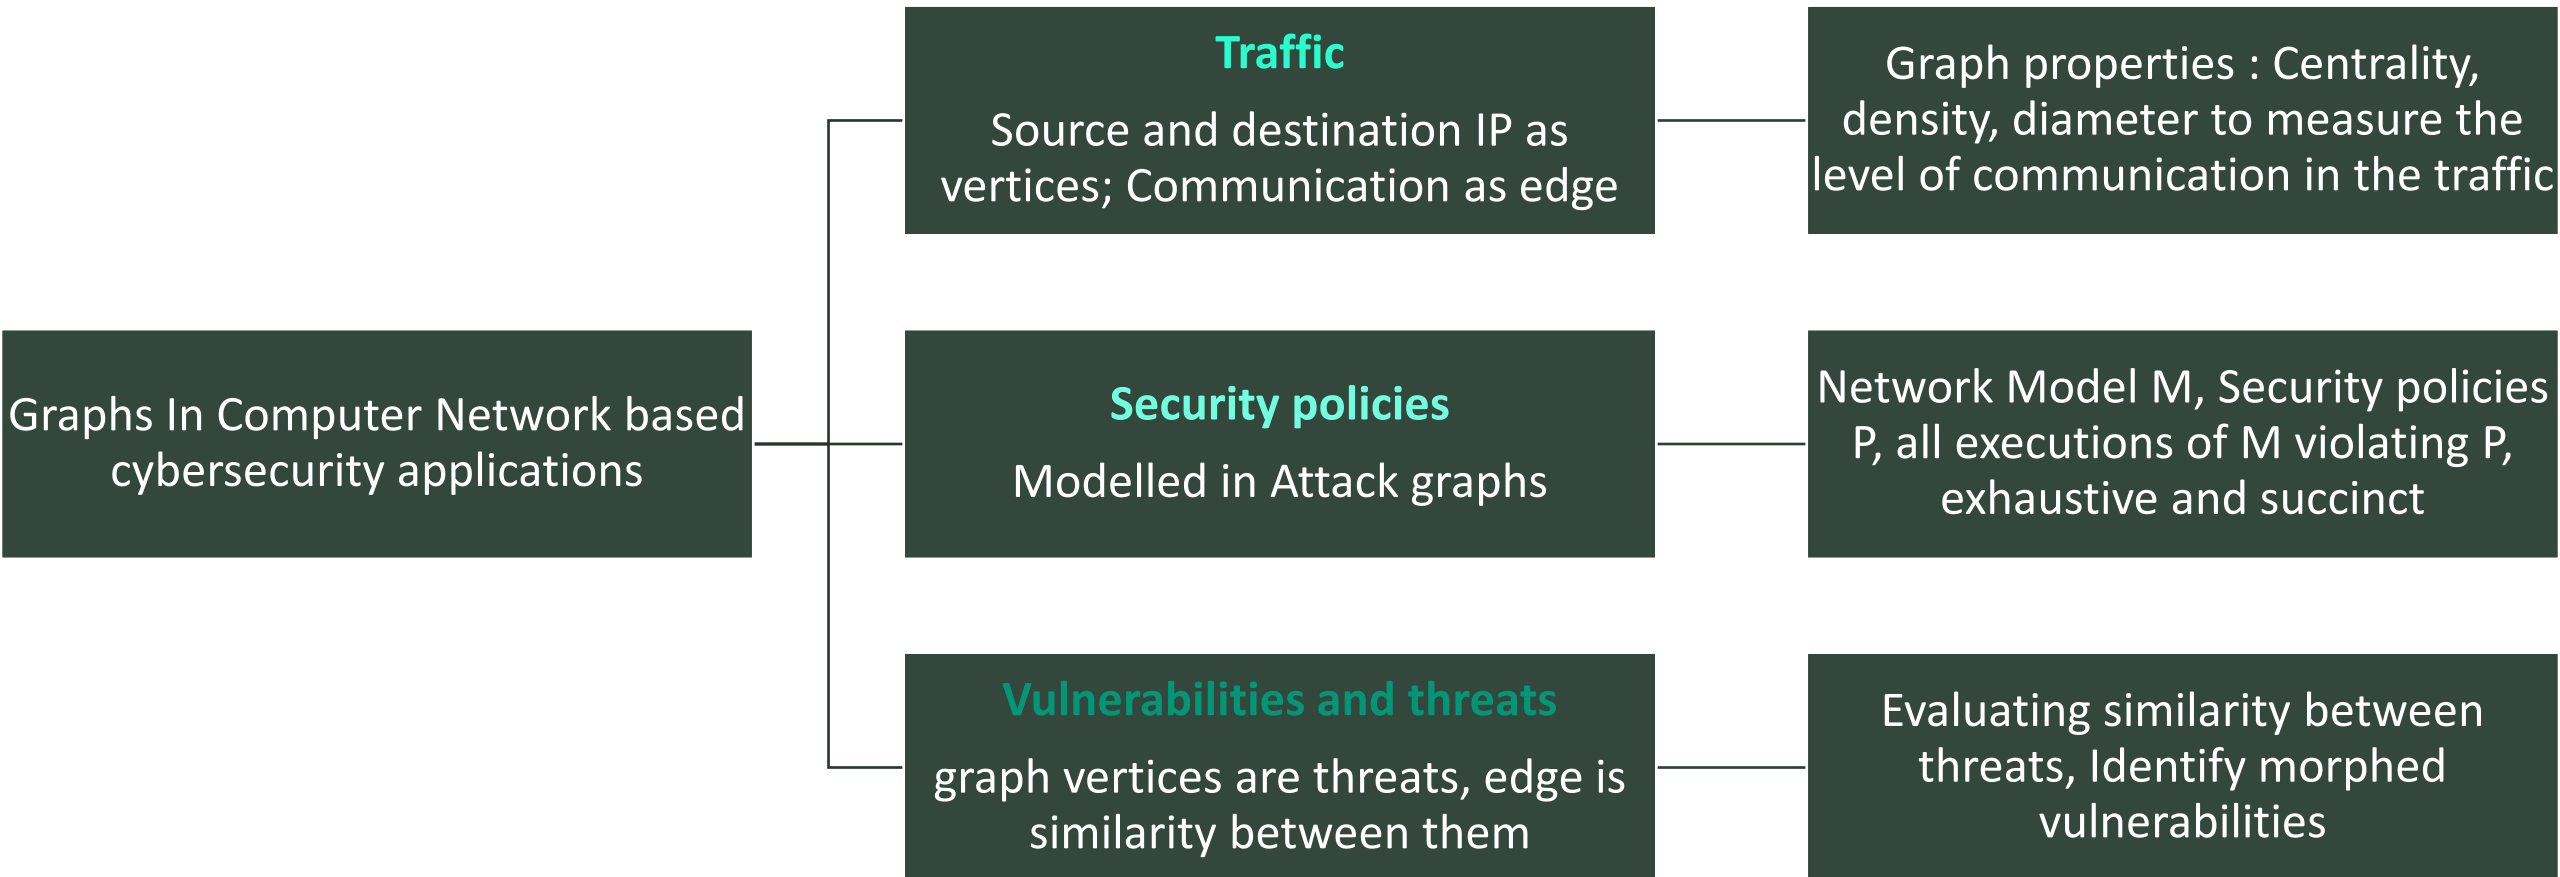 Graphs In Computer Network based
cybersecurity applications
Traffic
Source and destination IP as
vertices; Communication as edge
Graph properties : Centrality,
density, diameter to measure the
level of communication in the traffic
Security policies
Modelled in Attack graphs
Network Model M, Security policies
P, all executions of M violating P,
exhaustive and succinct
Vulnerabilities and threats
graph vertices are threats, edge is
similarity between them
Evaluating similarity between
threats, Identify morphed
vulnerabilities